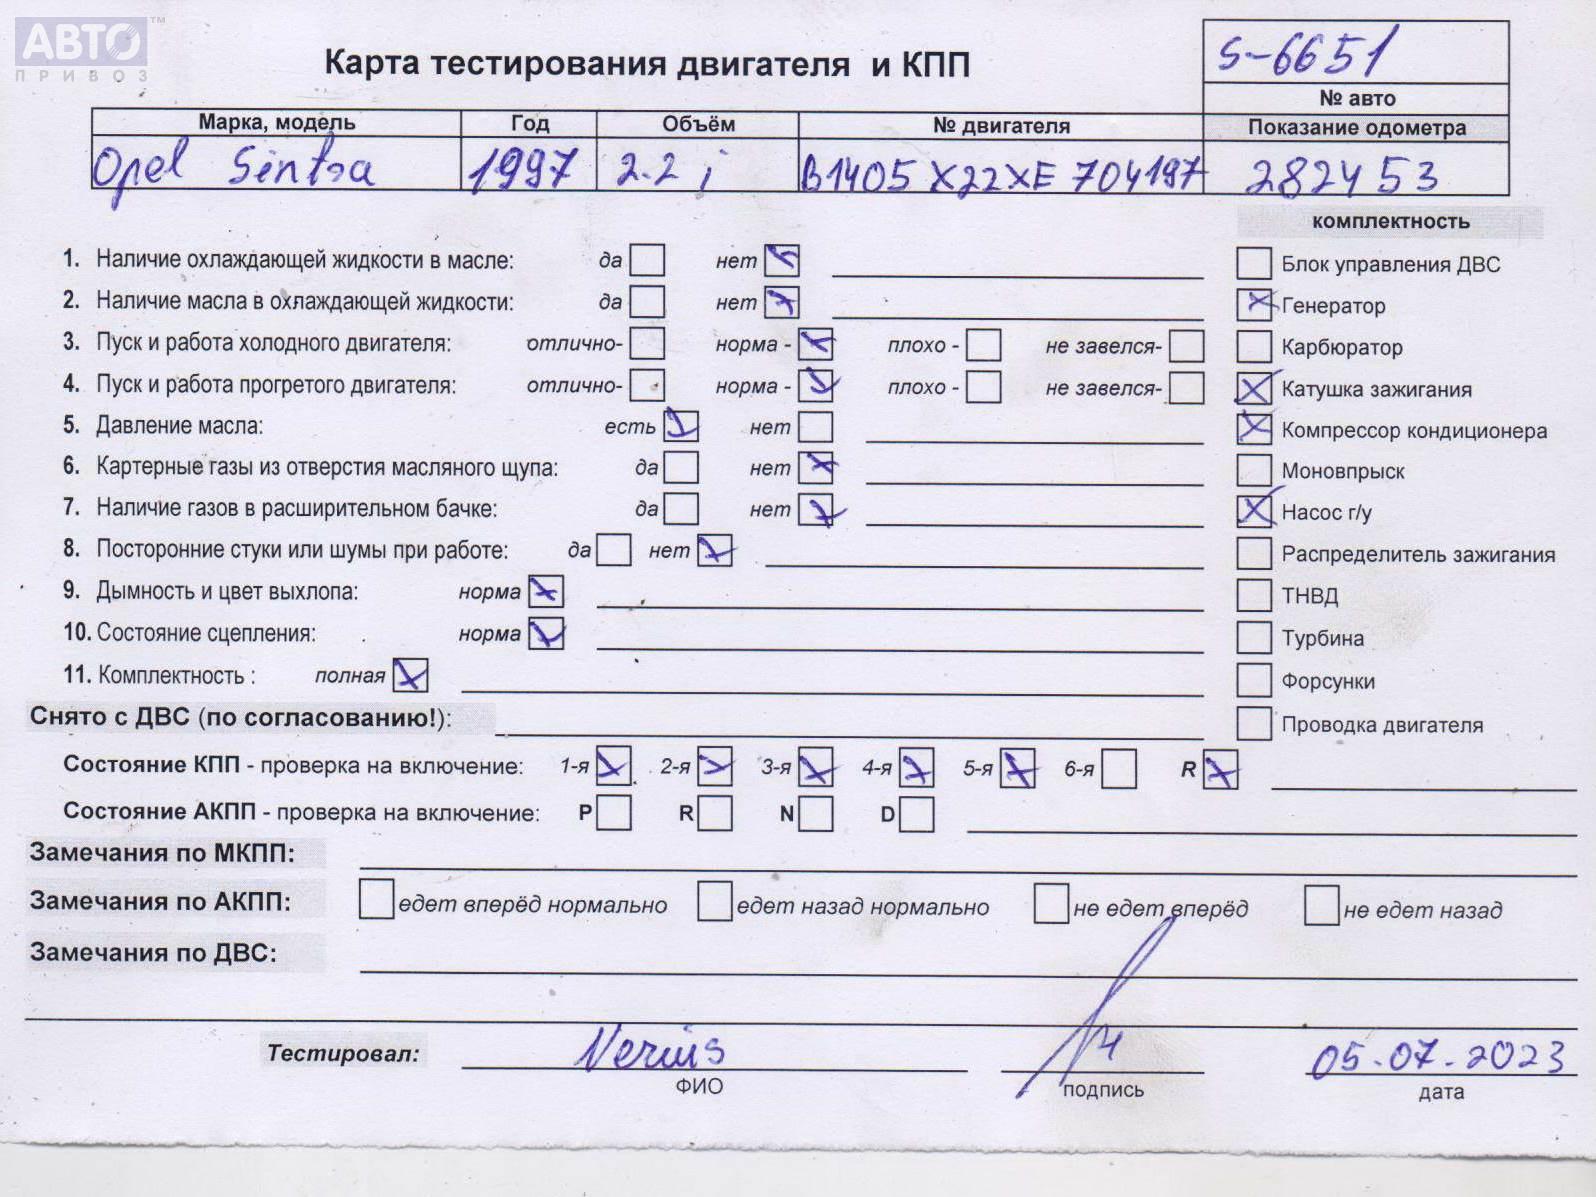 АВТО™
ПРИВОЗ
Карта тестирования двигателя и КПП
S-6651
№ авто
Марка, модель Год Объём № двигателя Показание одометра
Opel Sintra 1997 2.2 i B1405 X22XE 704197 282453
комплектность
1. Наличие охлаждающей жидкости в масле: да нет Блок управления ДВС
2. Наличие масла в охлаждающей жидкости: да нет Генератор
3. Пуск и работа холодного двигателя: отлично- норма - плохо - не завелся- Карбюратор
4. Пуск и работа прогретого двигателя: отлично- норма - плохо - не завелся- Катушка зажигания
5. Давление масла: есть нет Компрессор кондиционера
6. Картерные газы из отверстия масляного щупа: да нет Моновпрыск
7. Наличие газов в расширительном бачке: да нет Насос г/у
8. Посторонние стуки или шумы при работе: да нет Распределитель зажигания
9. Дымность и цвет выхлопа: норма ТНВД
10. Состояние сцепления: норма Турбина
11. Комплектность : полная Форсунки
Снято с ДВС (по согласованию!): Проводка двигателя
Состояние КПП - проверка на включение: 1-я 2-я 3-я 4-я 5-я 6-я R
Состояние АКПП - проверка на включение: P R N D
Замечания по МКПП:
Замечания по АКПП: едет вперёд нормально едет назад нормально не едет вперёд не едет назад
Замечания по ДВС:
Тестировал: 05.07.2023
ФИО подпись дата